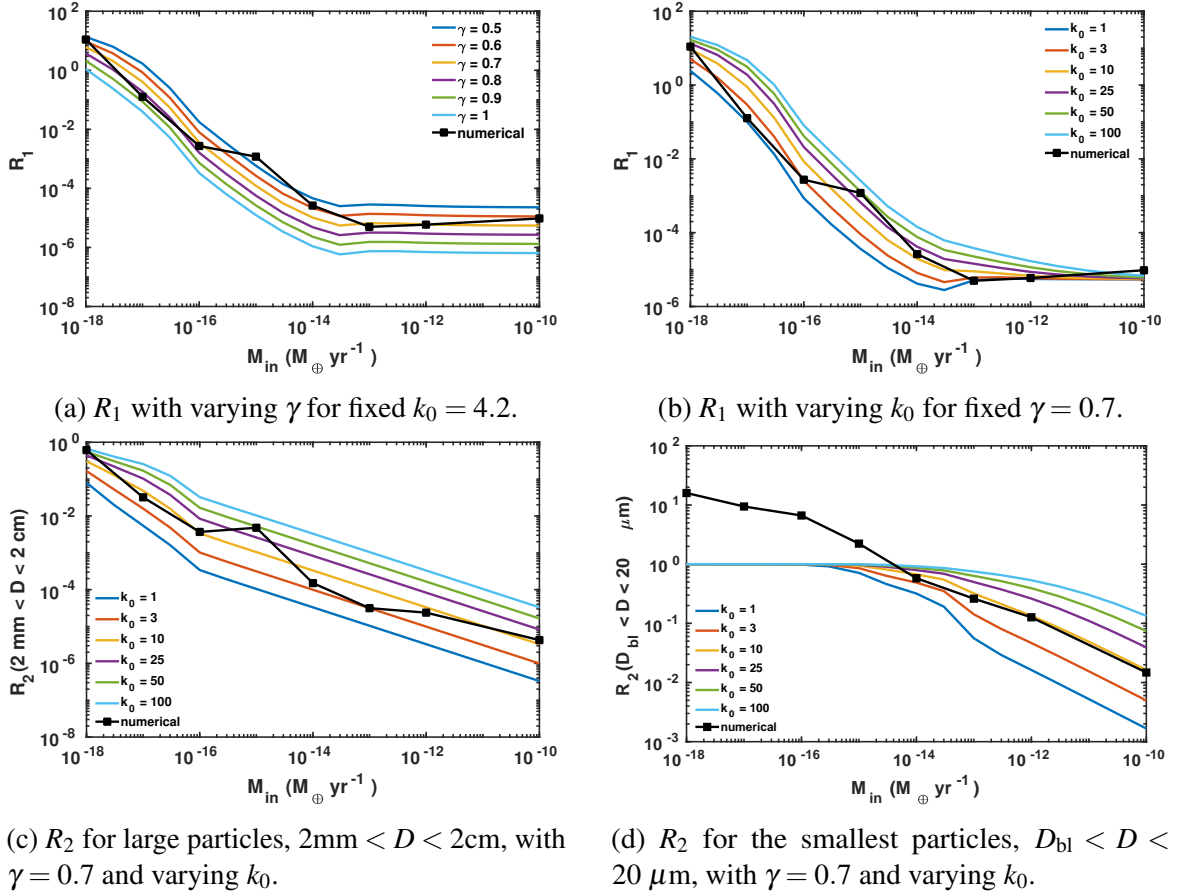 10^2
10^0
10^-2
10^-4
10^-6
10^-8
R_1
γ = 0.5
γ = 0.6
γ = 0.7
γ = 0.8
γ = 0.9
γ = 1
numerical
10^-18 10^-16 10^-14 10^-12 10^-10
M_in (M_⊕ yr^-1)
(a) R_1 with varying γ for fixed k_0 = 4.2.
10^2
10^0
10^-2
10^-4
10^-6
R_1
k_0 = 1
k_0 = 3
k_0 = 10
k_0 = 25
k_0 = 50
k_0 = 100
numerical
10^-18 10^-16 10^-14 10^-12 10^-10
M_in (M_⊕ yr^-1)
(b) R_1 with varying k_0 for fixed γ = 0.7.
10^0
10^-2
10^-4
10^-6
10^-8
R_2(2 mm < D < 2 cm)
k_0 = 1
k_0 = 3
k_0 = 10
k_0 = 25
k_0 = 50
k_0 = 100
numerical
10^-18 10^-16 10^-14 10^-12 10^-10
M_in (M_⊕ yr^-1)
(c) R_2 for large particles, 2mm < D < 2cm, with
γ = 0.7 and varying k_0.
10^2
10^1
10^0
10^-1
10^-2
10^-3
R_2(D_bl < D < 20 μm)
k_0 = 1
k_0 = 3
k_0 = 10
k_0 = 25
k_0 = 50
k_0 = 100
numerical
10^-18 10^-16 10^-14 10^-12 10^-10
M_in (M_⊕ yr^-1)
(d) R_2 for the smallest particles, D_bl < D <
20 μm, with γ = 0.7 and varying k_0.